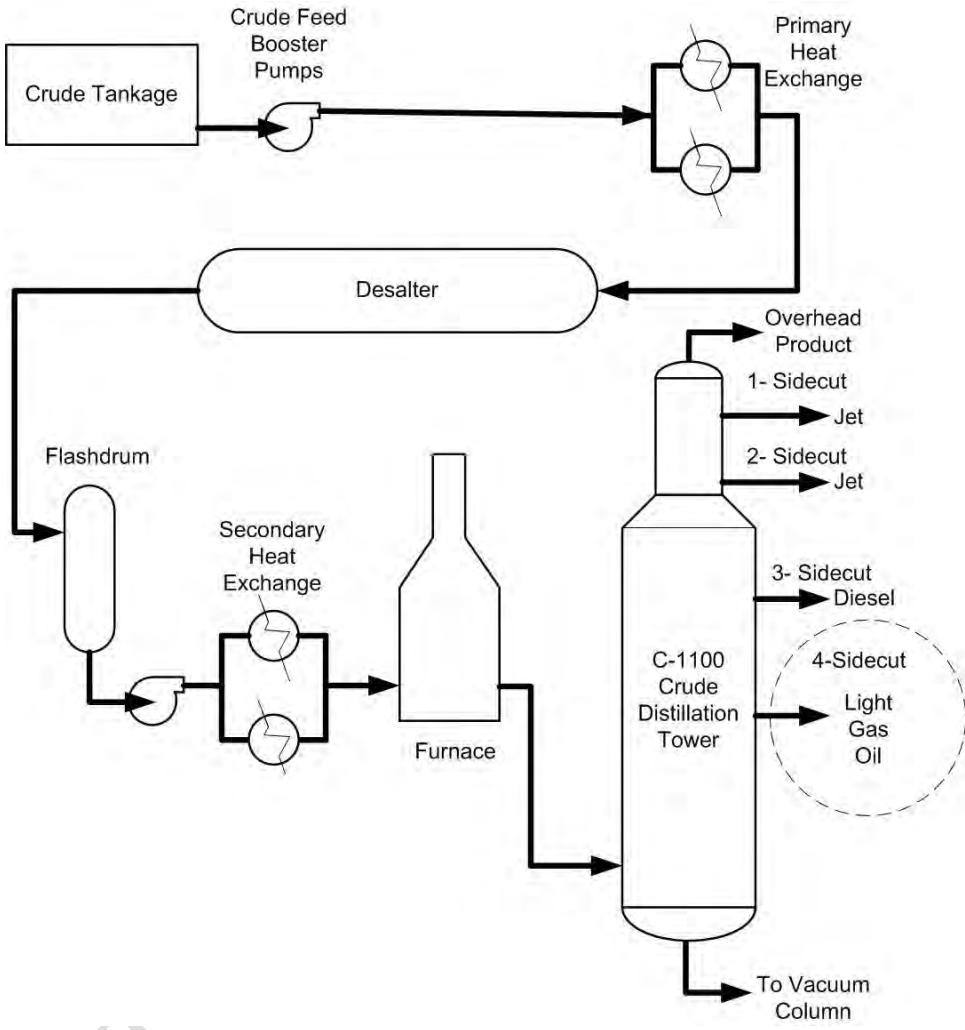 Crude Feed
Booster
Pumps
Primary
Heat
Exchange
Crude Tankage
Desalter
Overhead
Product
1- Sidecut
Jet
2- Sidecut
Jet
Flashdrum
Secondary
Heat
Exchange
3- Sidecut
Diesel
4-Sidecut
Light
Gas
Oil
C-1100
Crude
Distillation
Tower
Furnace
To Vacuum
Column